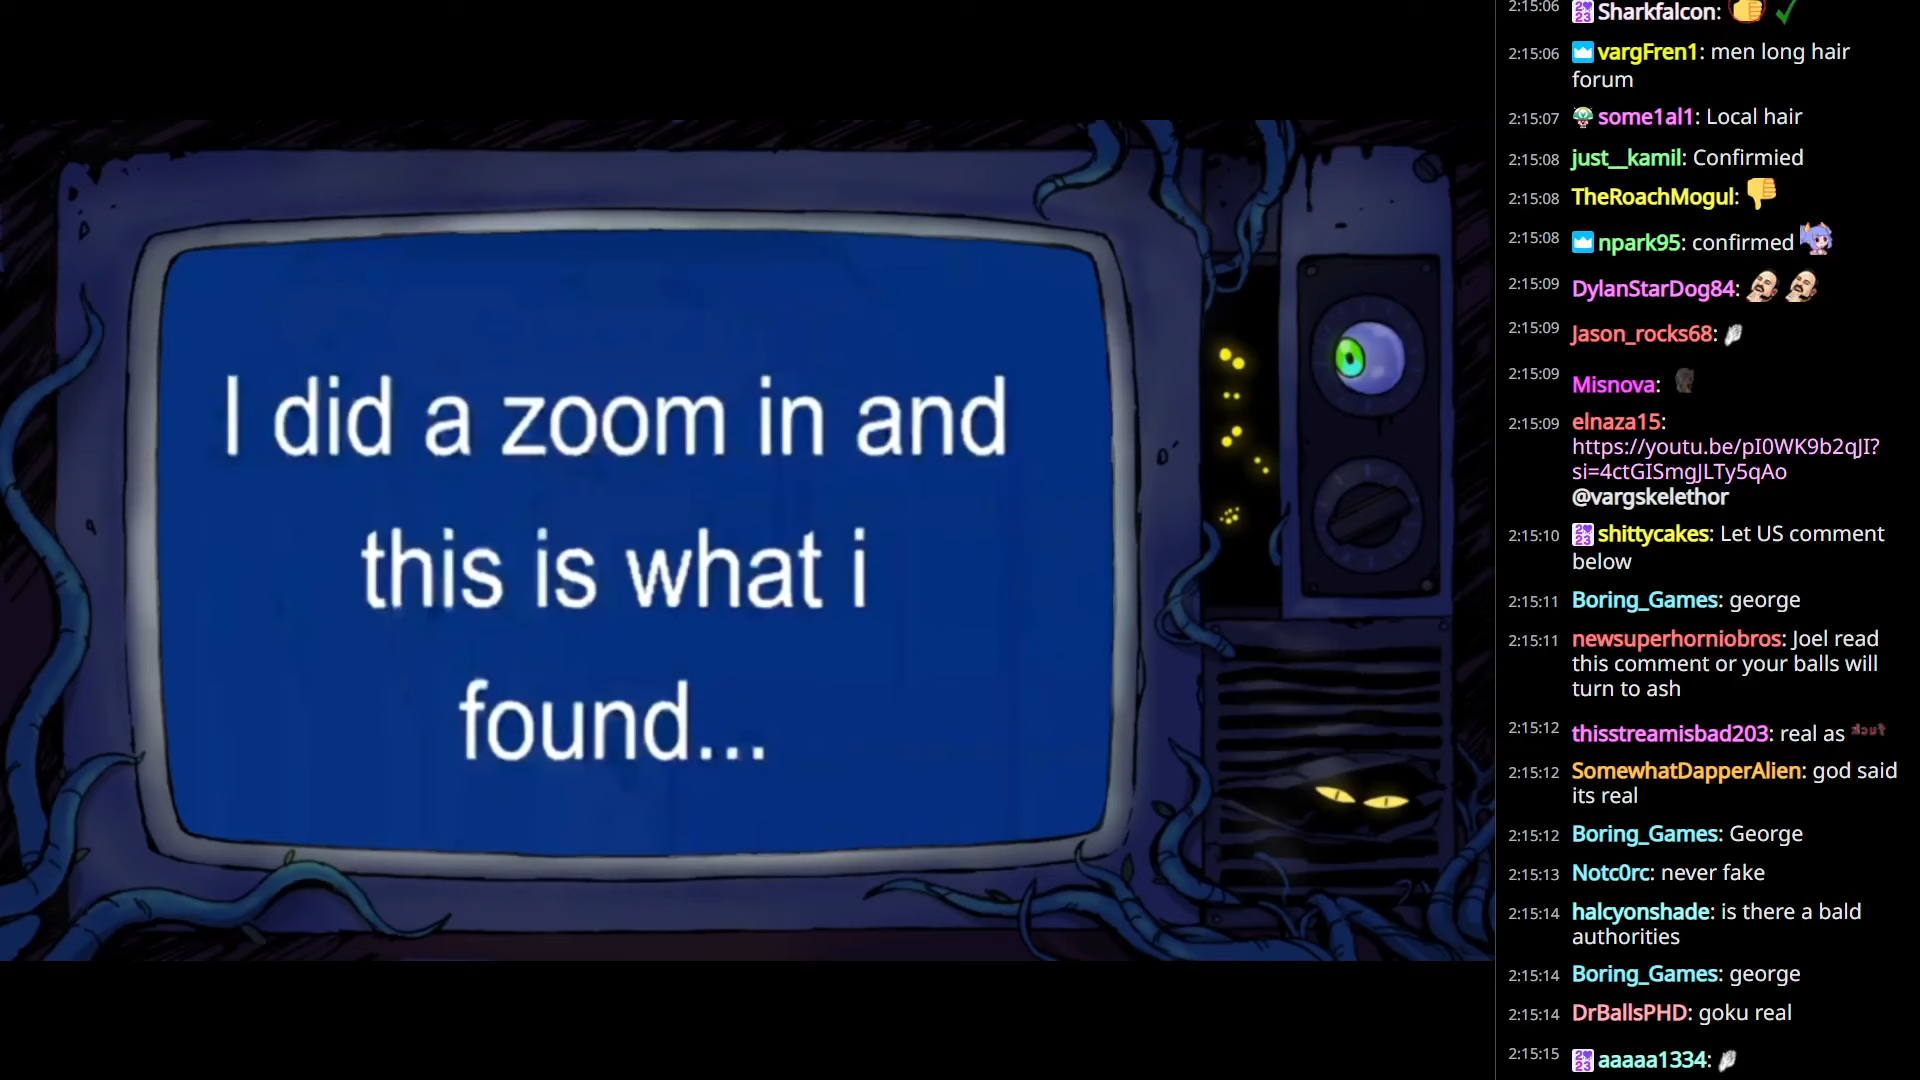 I did a zoom in and
this is what i
found...
2:15:06 Sharkfalcon:
2:15:06 vargFren1: men long hair
forum
2:15:07 some1al1: Local hair
2:15:08 just__kamil: Confirmied
2:15:08 TheRoachMogul:
2:15:08 npark95: confirmed
2:15:09 DylanStarDog84:
2:15:09 Jason_rocks68:
2:15:09 Misnova:
2:15:09 elnaza15:
https://youtu.be/pI0WK9b2qJI?
si=4ctGISmgJLTy5qAo
@vargskelethor
2:15:10 shittycakes: Let US comment
below
2:15:11 Boring_Games: george
2:15:11 newsuperhorniobros: Joel read
this comment or your balls will
turn to ash
2:15:12 thisstreamisbad203: real as
2:15:12 SomewhatDapperAlien: god said
its real
2:15:12 Boring_Games: George
2:15:13 Notc0rc: never fake
2:15:14 halcyonshade: is there a bald
authorities
2:15:14 Boring_Games: george
2:15:14 DrBallsPHD: goku real
2:15:15 aaaaa1334: